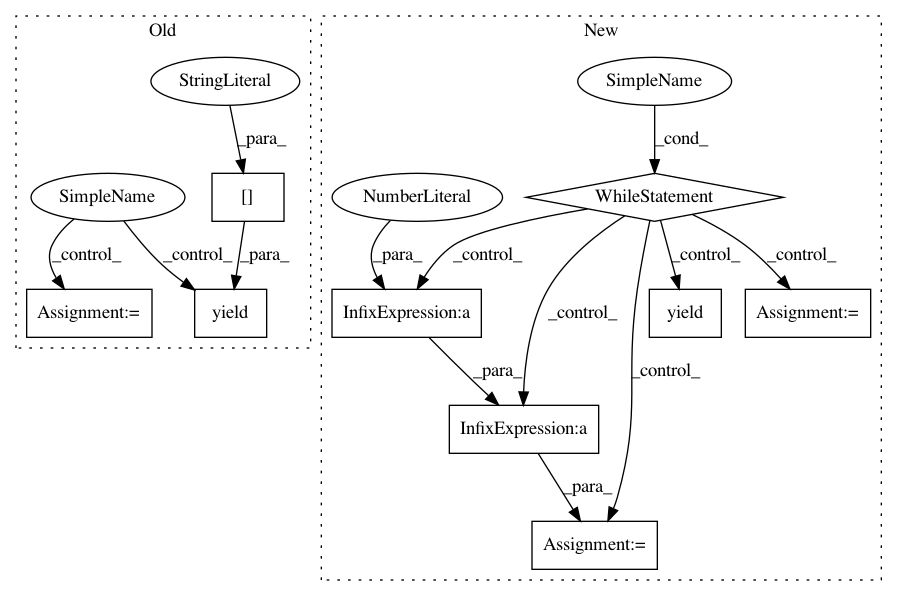 Old
New
StringLiteral
SimpleName
_para_
_cond_
SimpleName
[]
NumberLiteral
WhileStatement
_control_
_control_
_para_
_para_
_control_
_control_
_control_
Assignment:=
yield
InfixExpression:a
_control_
yield
Assignment:=
_para_
_control_
InfixExpression:a
_para_
Assignment:=